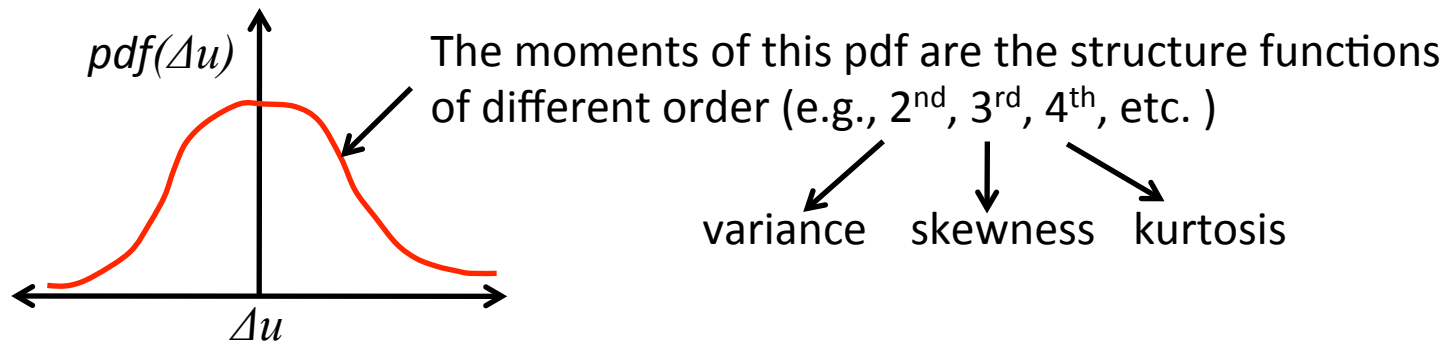 pdf(Δu)
The moments of this pdf are the structure functions
of different order (e.g., 2nd, 3rd, 4th, etc. )
variance skewness kurtosis
Δu